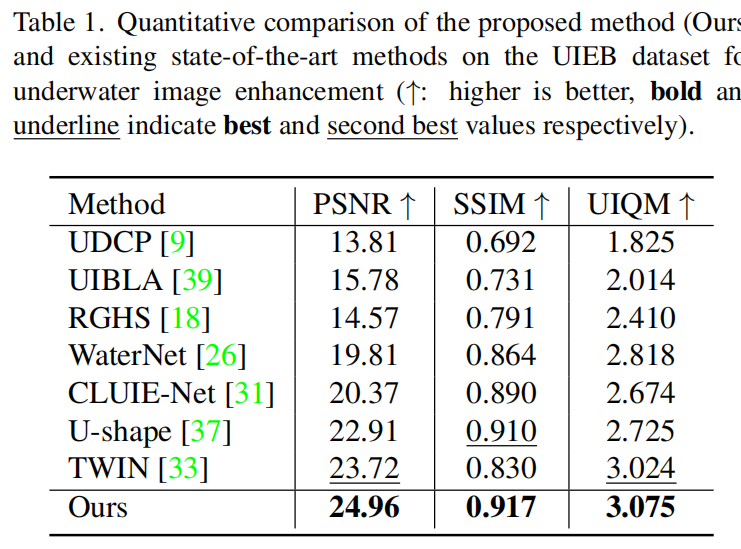 Table 1. Quantitative comparison of the proposed method (Ours
and existing state-of-the-art methods on the UIEB dataset fo
underwater image enhancement (↑: higher is better, bold an
underline indicate best and second best values respectively).
Method PSNR ↑ SSIM ↑ UIQM ↑
UDCP [9] 13.81 0.692 1.825
UIBLA [39] 15.78 0.731 2.014
RGHS [18] 14.57 0.791 2.410
WaterNet [26] 19.81 0.864 2.818
CLUIE-Net [31] 20.37 0.890 2.674
U-shape [37] 22.91 0.910 2.725
TWIN [33] 23.72 0.830 3.024
Ours 24.96 0.917 3.075